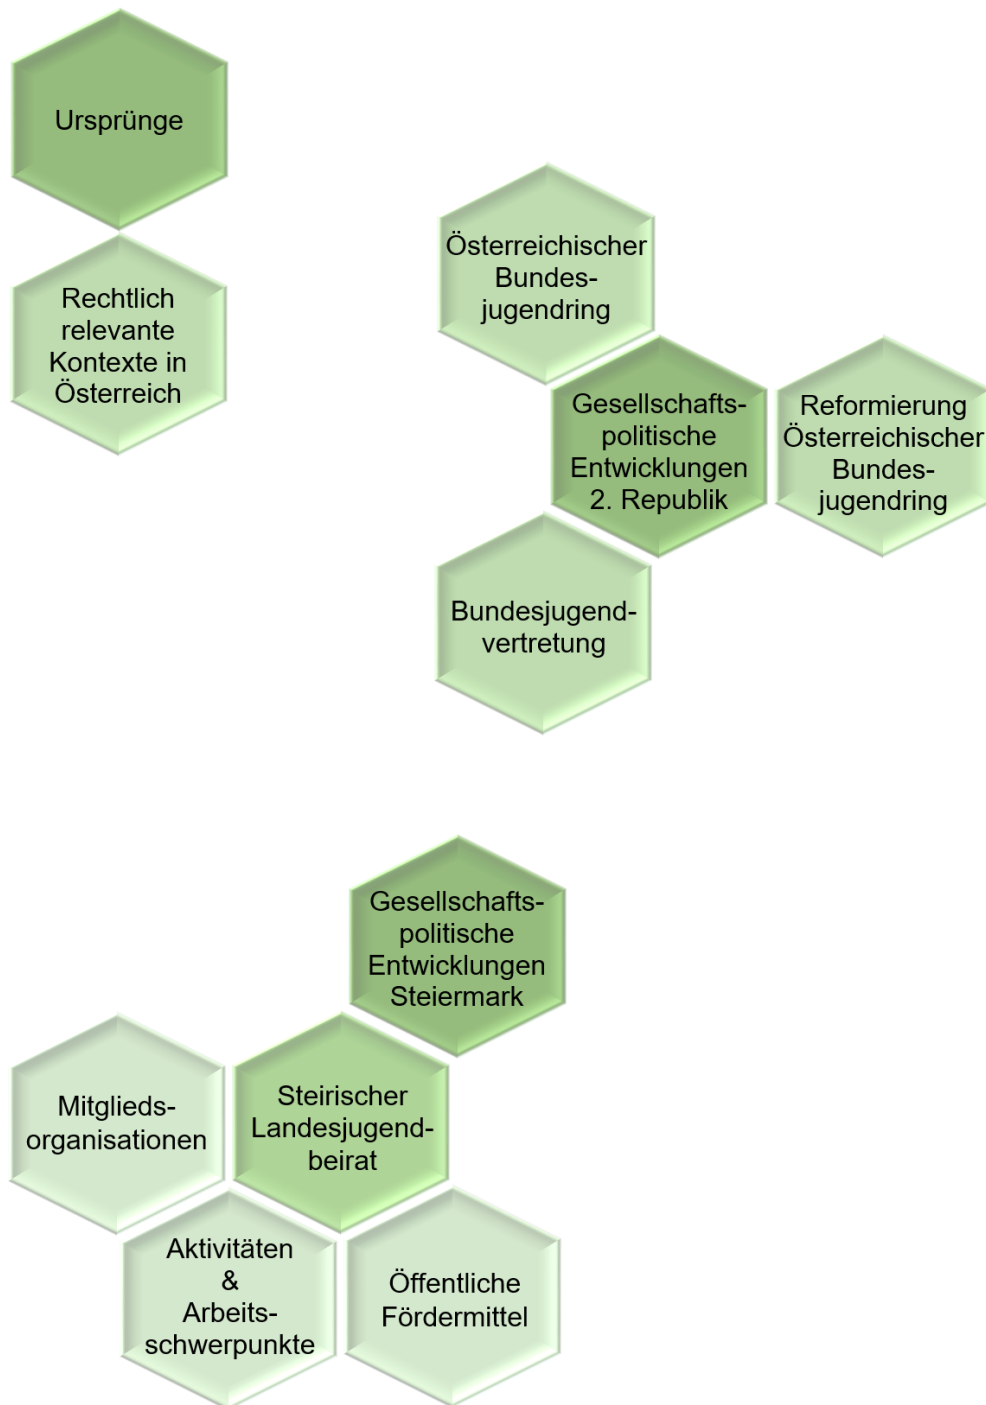 Ursprünge
Rechtlich
relevante
Kontexte in
Österreich
Österreichischer
Bundes-
jugendring
Gesellschafts-
politische
Entwicklungen
2. Republik
Reformierung
Österreichischer
Bundes-
jugendring
Bundesjugend-
vertretung
Gesellschafts-
politische
Entwicklungen
Steiermark
Mitglieds-
organisationen
Steirischer
Landesjugend-
beirat
Aktivitäten
&
Arbeits-
schwerpunkte
Öffentliche
Fördermittel